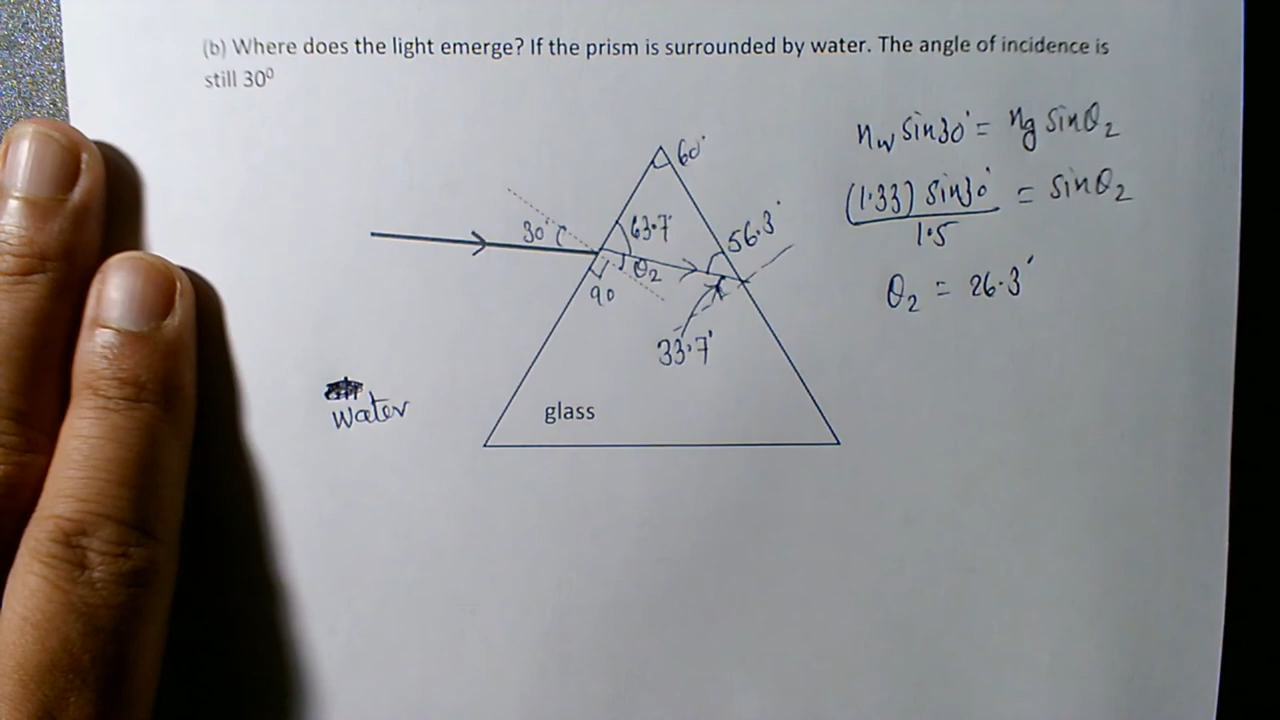 (b) Where does the light emerge? If the prism is surrounded by water. The angle of incidence is
still 30⁰
n_w sin30° = n_g sinθ₂
(1.33) sin30° / 1.5 = sinθ₂
θ₂ = 26.3°
60°
30°
63.7°
56.3°
θ₂
90
33.7°
Water
glass